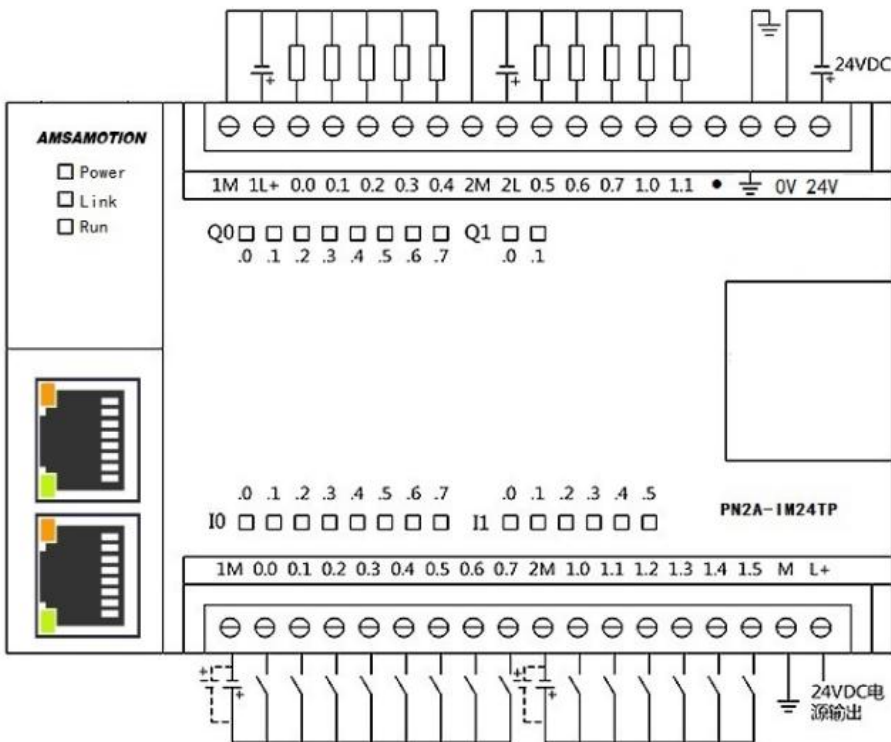 24VDC
AMSAMOTION
Power
Link
Run
1M 1L+ 0.0 0.1 0.2 0.3 0.4 2M 2L 0.5 0.6 0.7 1.0 1.1 • ⏚ 0V 24V
Q0 Q1
.0 .1 .2 .3 .4 .5 .6 .7 .0 .1
.0 .1 .2 .3 .4 .5 .6 .7 .0 .1 .2 .3 .4 .5
I0 I1
PN2A-IM24TP
1M 0.0 0.1 0.2 0.3 0.4 0.5 0.6 0.7 2M 1.0 1.1 1.2 1.3 1.4 1.5 M L+
24VDC电
源输出